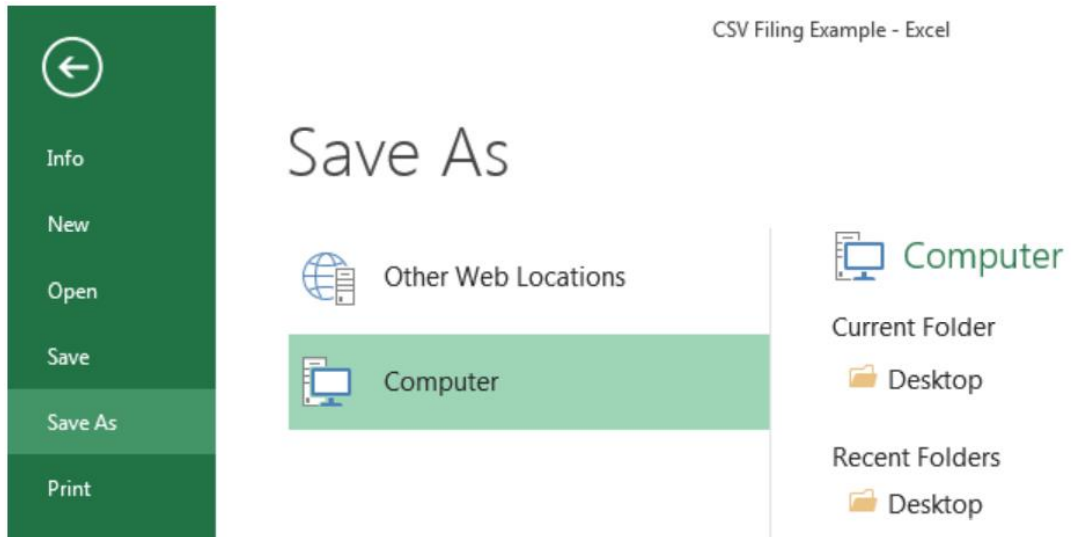 CSV Filing Example - Excel
Info
New
Open
Save
Save As
Print
Save As
Other Web Locations
Computer
Computer
Current Folder
Desktop
Recent Folders
Desktop